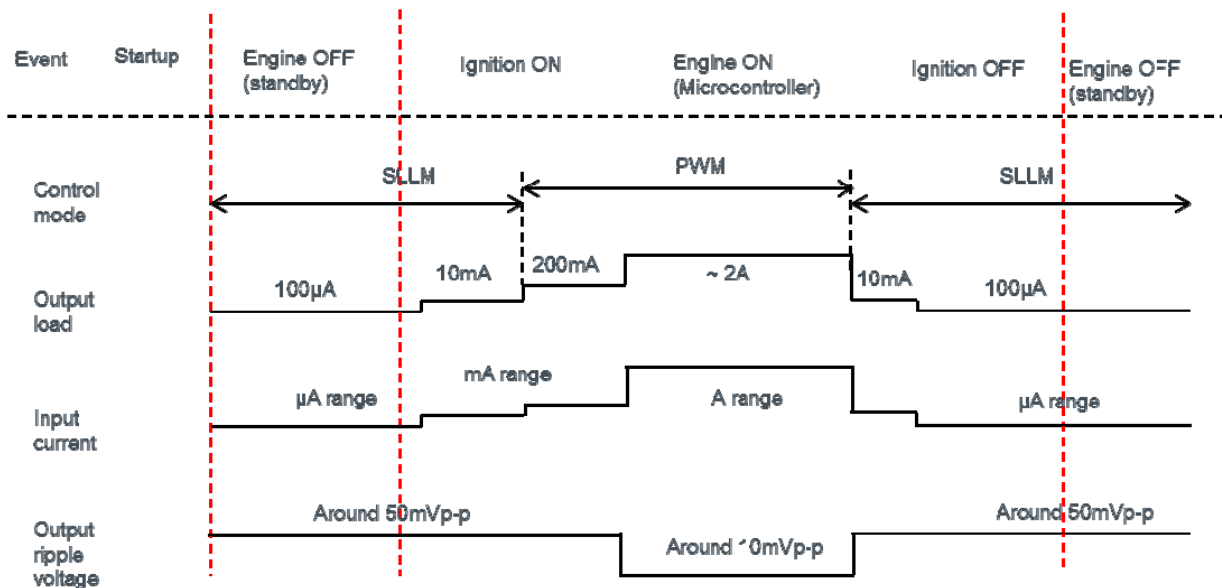 Event
Startup
Engine OFF
(standby)
Ignition ON
Engine ON
(Microcontroller)
Ignition OFF
Engine OFF
(standby)
Control
mode
SLLM
PWM
SLLM
Output
load
100µA
10mA
200mA
~ 2A
10mA
100µA
Input
current
µA range
mA range
A range
µA range
Output
ripple
voltage
Around 50mVp-p
Around 10mVp-p
Around 50mVp-p